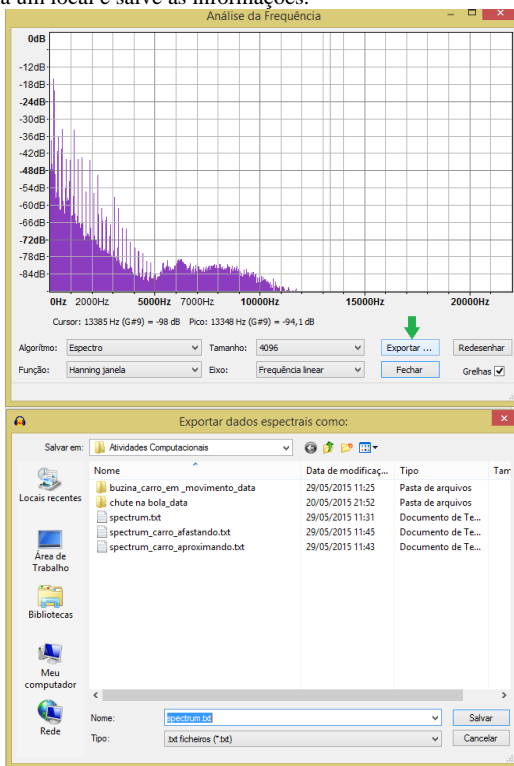 a um local e salve as informações.
Análise da Frequência
0dB
-12dB
-18dB
-24dB
-30dB
-36dB
-42dB
-48dB
-54dB
-60dB
-66dB
-72dB
-78dB
-84dB
0Hz 2000Hz 5000Hz 7000Hz 10000Hz 15000Hz 20000Hz
Cursor: 13385 Hz (G#9) = -98 dB Pico: 13348 Hz (G#9) = -94,1 dB
Algorítmo: Espectro Tamanho: 4096 Exportar ... Redesenhar
Função: Hanning janela Eixo: Frequência linear Fechar Grelhas
Exportar dados espectrais como:
Salvar em: Atividades Computacionais
Nome Data de modificaç... Tipo Tam
buzina_carro_em _movimento_data 29/05/2015 11:25 Pasta de arquivos
chute na bola_data 20/05/2015 21:52 Pasta de arquivos
spectrum.txt 29/05/2015 11:31 Documento de Te...
spectrum_carro_afastando.txt 29/05/2015 11:45 Documento de Te...
spectrum_carro_aproximando.txt 29/05/2015 11:43 Documento de Te...
Locais recentes
Área de
Trabalho
Bibliotecas
Meu
computador
Rede
Nome: spectrum.txt Salvar
Tipo: .txt ficheiros (*.txt) Cancelar